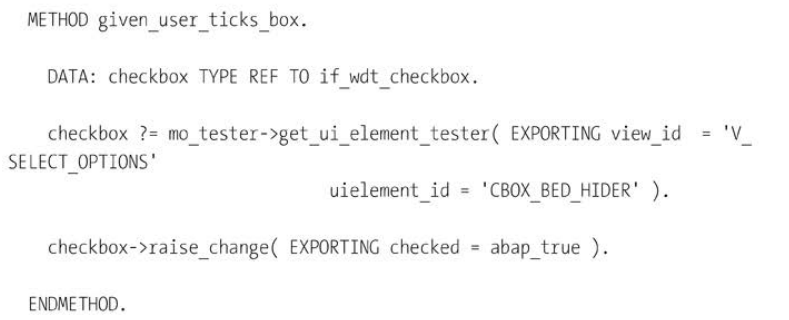 METHOD given_user_ticks_box.
DATA: checkbox TYPE REF TO if_wdt_checkbox.
checkbox ?= mo_tester->get_ui_element_tester( EXPORTING view_id = 'V_
SELECT_OPTIONS'
uielement_id = 'CBOX_BED_HIDER' ).
checkbox->raise_change( EXPORTING checked = abap_true ).
ENDMETHOD.